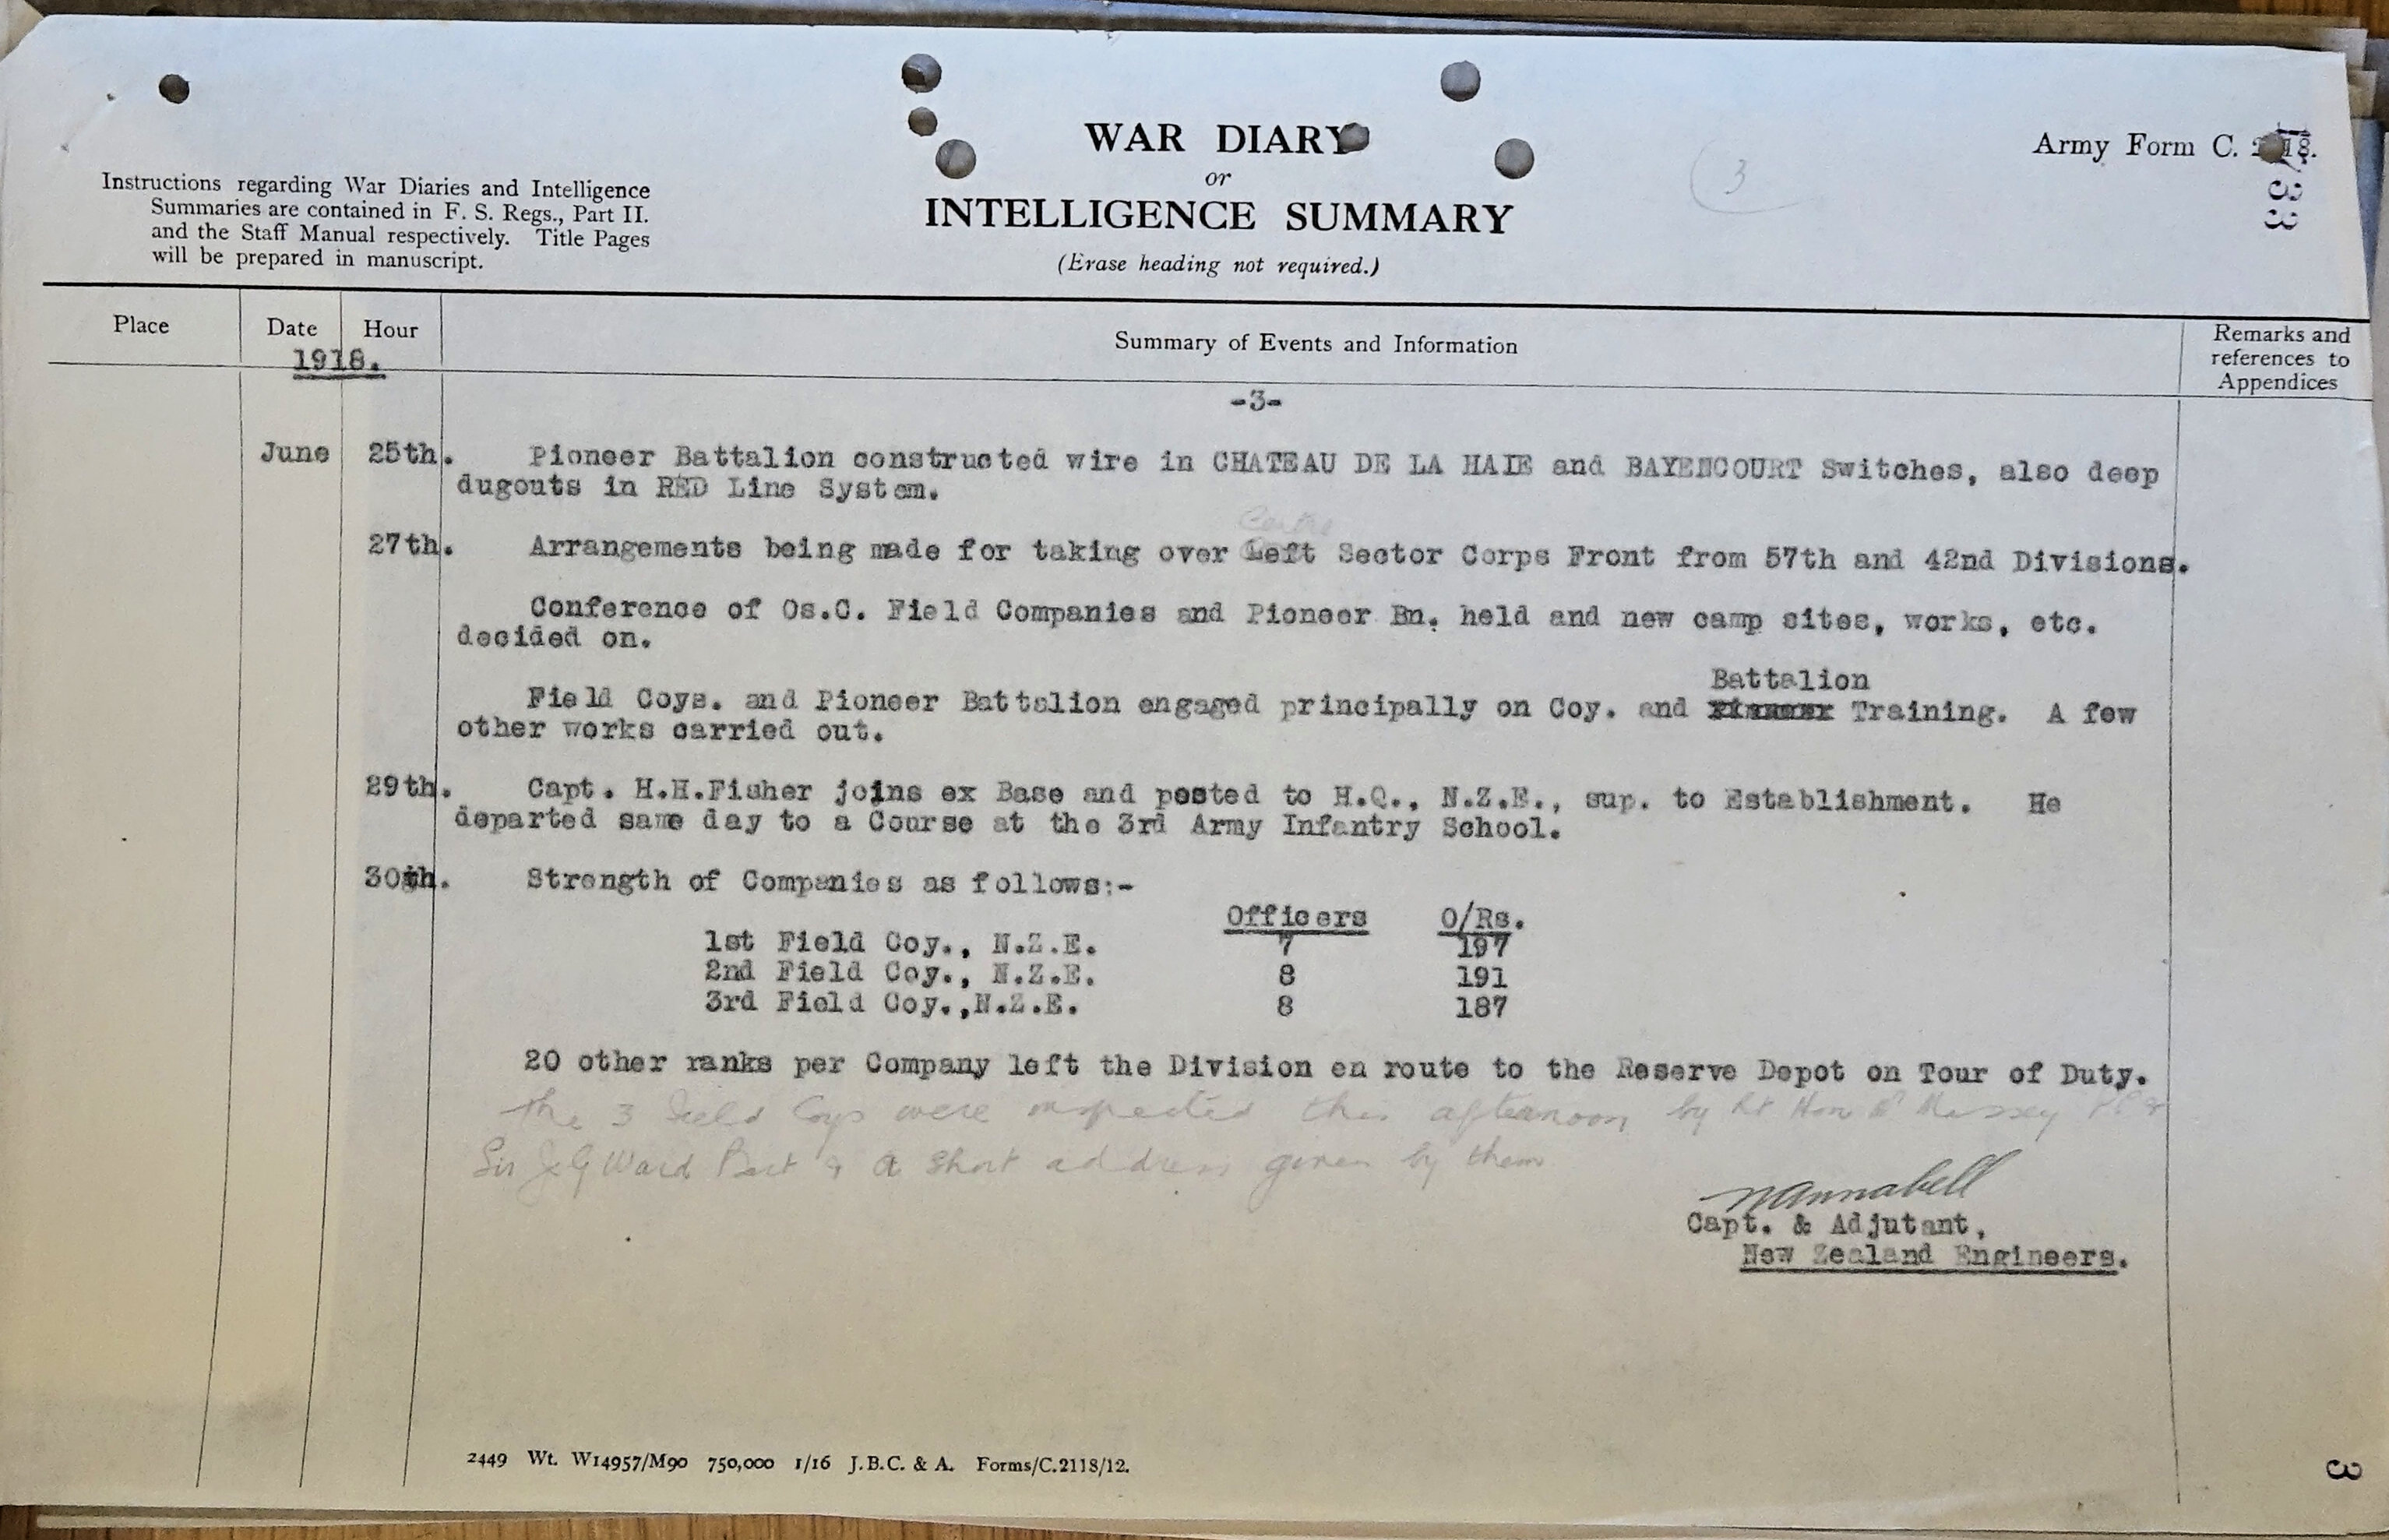 WAR DIARY
or
INTELLIGENCE SUMMARY
(Erase heading not required.)
3
Army Form C.
Instructions regarding War Diaries and Intelligence
Summaries are contained in F. S. Regs., Part II.
and the Staff Manual respectively. Title Pages
will be prepared in manuscript.
Place
Date
Hour
Summary of Events and Information
Remarks and
references to
Appendices
1918.
-3-
June 25th. Pioneer Battalion constructed wire in CHATEAU DE LA HAIE and BAYENCOURT Switches, also deep
dugouts in RED Line System.
Centre
27th. Arrangements being made for taking over Left Sector Corps Front from 57th and 42nd Divisions.
Conference of Os.C. Field Companies and Pioneer Bn. held and new camp sites, works, etc.
decided on.
Battalion
Field Coys. and Pioneer Battalion engaged principally on Coy. and Training. A few
other works carried out.
29th. Capt. H.H.Fisher joins ex Base and posted to H.Q., N.Z.E., sup. to Establishment. He
departed same day to a Course at the 3rd Army Infantry School.
30th. Strength of Companies as follows:-
Officers O/Rs.
1st Field Coy., N.Z.E. 7 197
2nd Field Coy., N.Z.E. 8 191
3rd Field Coy.,N.Z.E. 8 187
20 other ranks per Company left the Division en route to the Reserve Depot on Tour of Duty.
The 3 Field Coys were inspected this afternoon by Rt Hon Massey
Sir J G Ward Bart & a short address given by them
NAnnabell
Capt. & Adjutant,
New Zealand Engineers.
2449 Wt. W14957/M90 750,000 1/16 J.B.C. & A. Forms/C.2118/12.
3